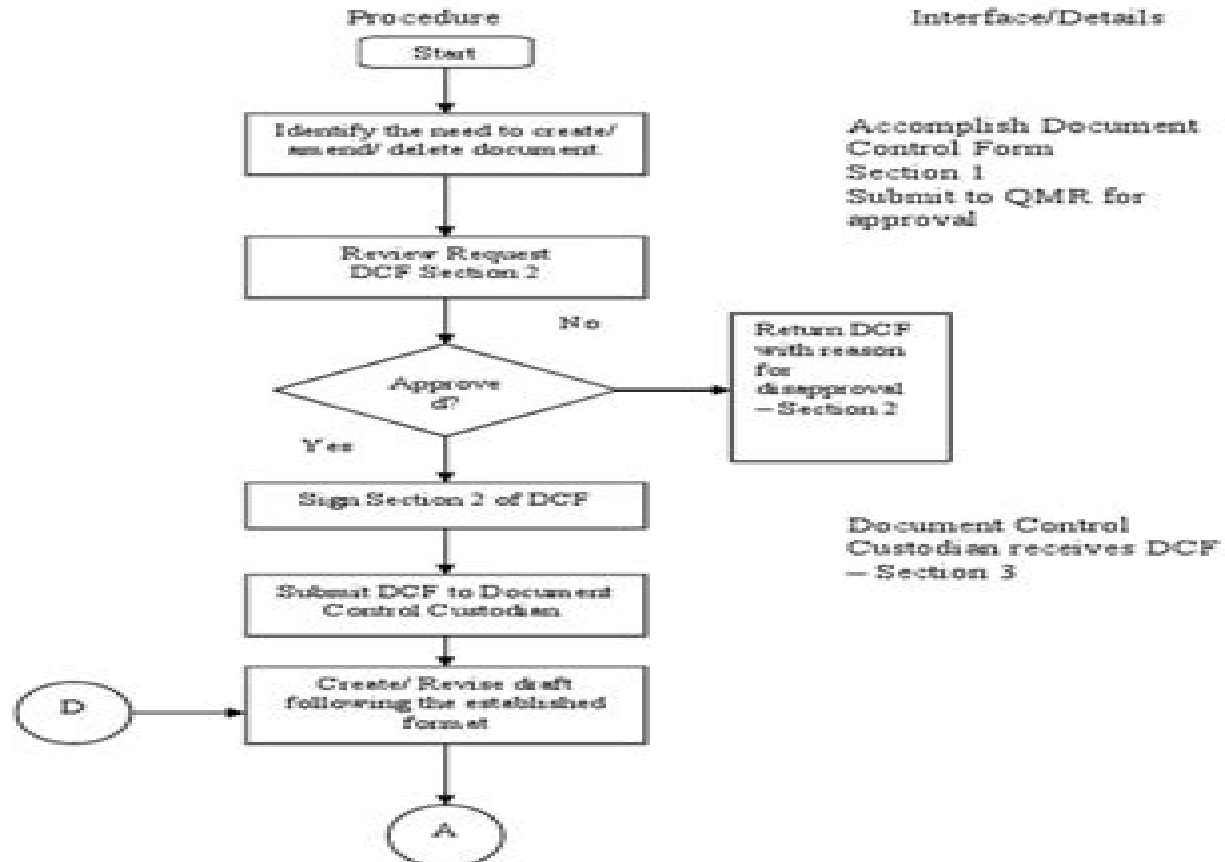 Procedure
Interface/Details
Start
Identify the need to create/
amend/ delete document
Accomplish Document
Control Form
Section 1
Submit to QMR for
approval
Review Request
DCF Section 2
No
Return DCF
with reason
for
disapproval
– Section 2
Approve
d?
Yes
Sign Section 2 of DCF
Document Control
Custodian receives DCF
– Section 3
Submit DCF to Document
Control Custodian
Create/ Revise draft
following the established
format
D
A